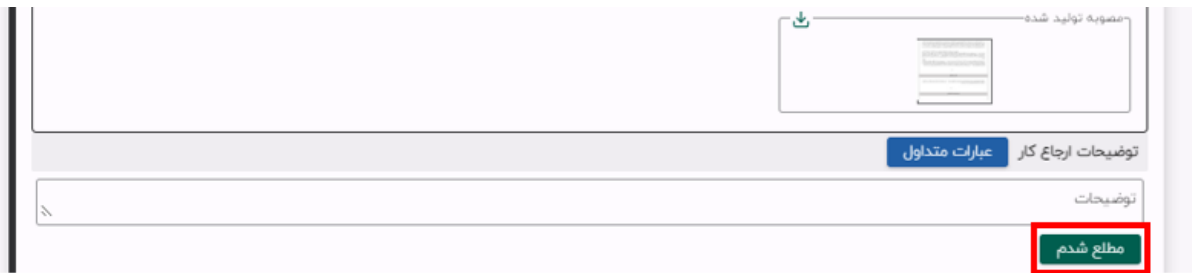 مصوبه تولید شده
توضیحات ارجاع کار عبارات متداول
توضیحات
مطلع شدم